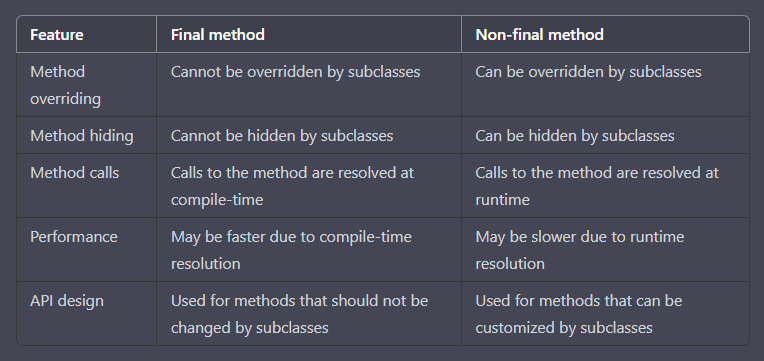 Feature Final method Non-final method
Method overriding Cannot be overridden by subclasses Can be overridden by subclasses
Method hiding Cannot be hidden by subclasses Can be hidden by subclasses
Method calls Calls to the method are resolved at compile-time Calls to the method are resolved at runtime
Performance May be faster due to compile-time resolution May be slower due to runtime resolution
API design Used for methods that should not be changed by subclasses Used for methods that can be customized by subclasses